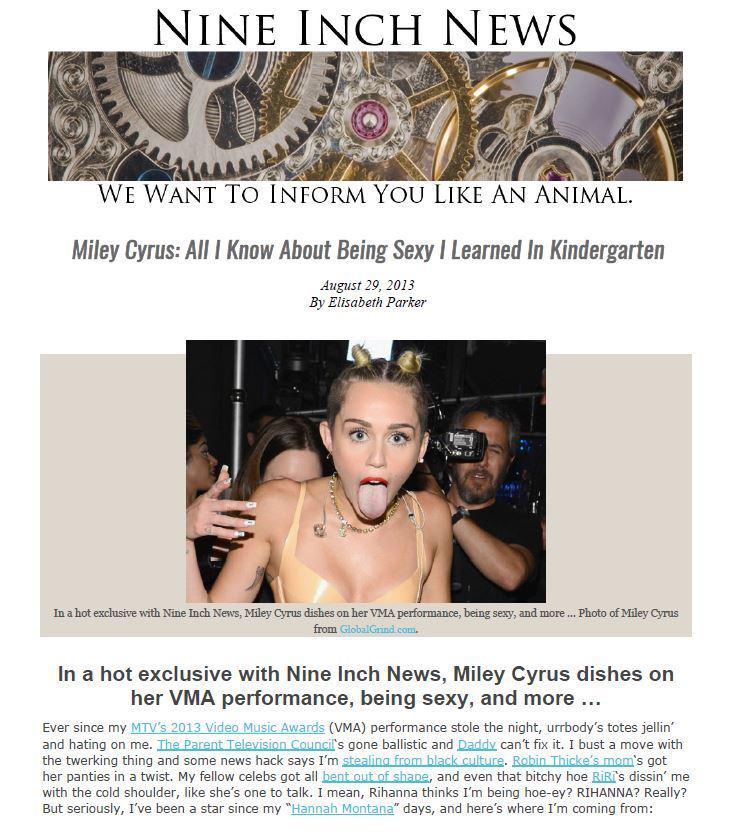 NINE INCH NEWS
WE WANT TO INFORM YOU LIKE AN ANIMAL.
Miley Cyrus: All I Know About Being Sexy I Learned In Kindergarten
August 29, 2013
By Elisabeth Parker
In a hot exclusive with Nine Inch News, Miley Cyrus dishes on her VMA performance, being sexy, and more ... Photo of Miley Cyrus
from GlobalGrind.com.
In a hot exclusive with Nine Inch News, Miley Cyrus dishes on
her VMA performance, being sexy, and more …
Ever since my MTV's 2013 Video Music Awards (VMA) performance stole the night, urrbody's totes jellin'
and hating on me. The Parent Television Council's gone ballistic and Daddy can't fix it. I bust a move with
the twerking thing and some news hack says I'm stealing from black culture. Robin Thicke's mom's got
her panties in a twist. My fellow celebs got all bent out of shape, and even that bitchy hoe RiRi's dissin' me
with the cold shoulder, like she's one to talk. I mean, Rihanna thinks I'm being hoe-ey? RIHANNA? Really?
But seriously, I've been a star since my "Hannah Montana" days, and here's where I'm coming from: